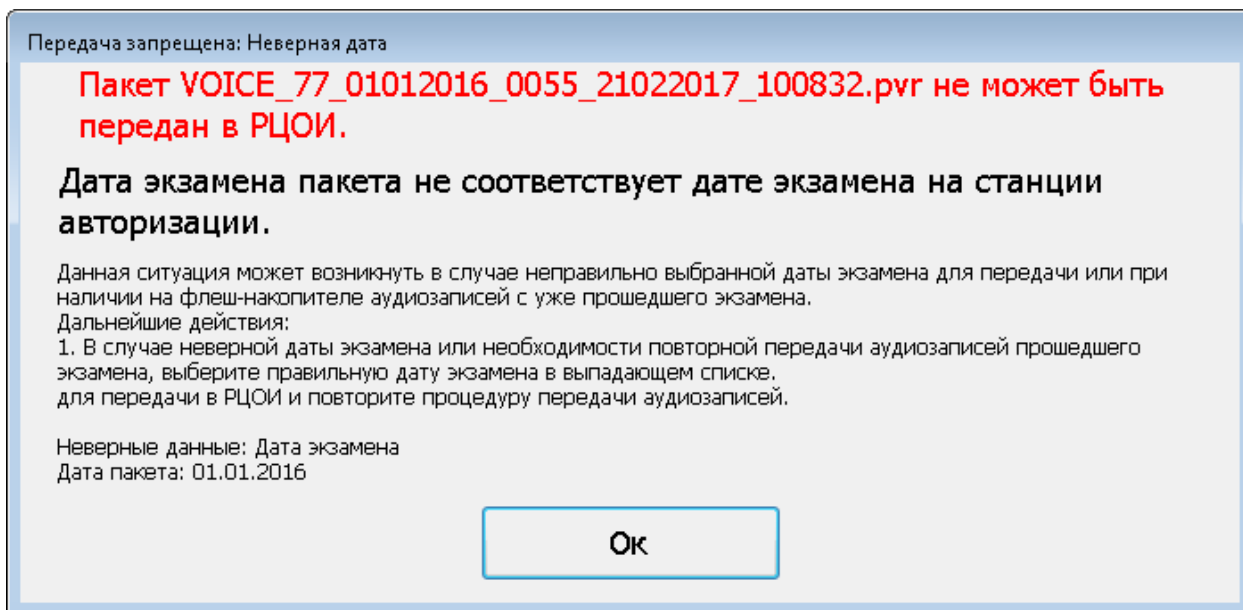 Передача запрещена: Неверная дата
Пакет VOICE_77_01012016_0055_21022017_100832.pvr не может быть
передан в РЦОИ.
Дата экзамена пакета не соответствует дате экзамена на станции
авторизации.
Данная ситуация может возникнуть в случае неправильно выбранной даты экзамена для передачи или при
наличии на флеш-накопителе аудиозаписей с уже прошедшего экзамена.
Дальнейшие действия:
1. В случае неверной даты экзамена или необходимости повторной передачи аудиозаписей прошедшего
экзамена, выберите правильную дату экзамена в выпадающем списке.
для передачи в РЦОИ и повторите процедуру передачи аудиозаписей.
Неверные данные: Дата экзамена
Дата пакета: 01.01.2016
Ок